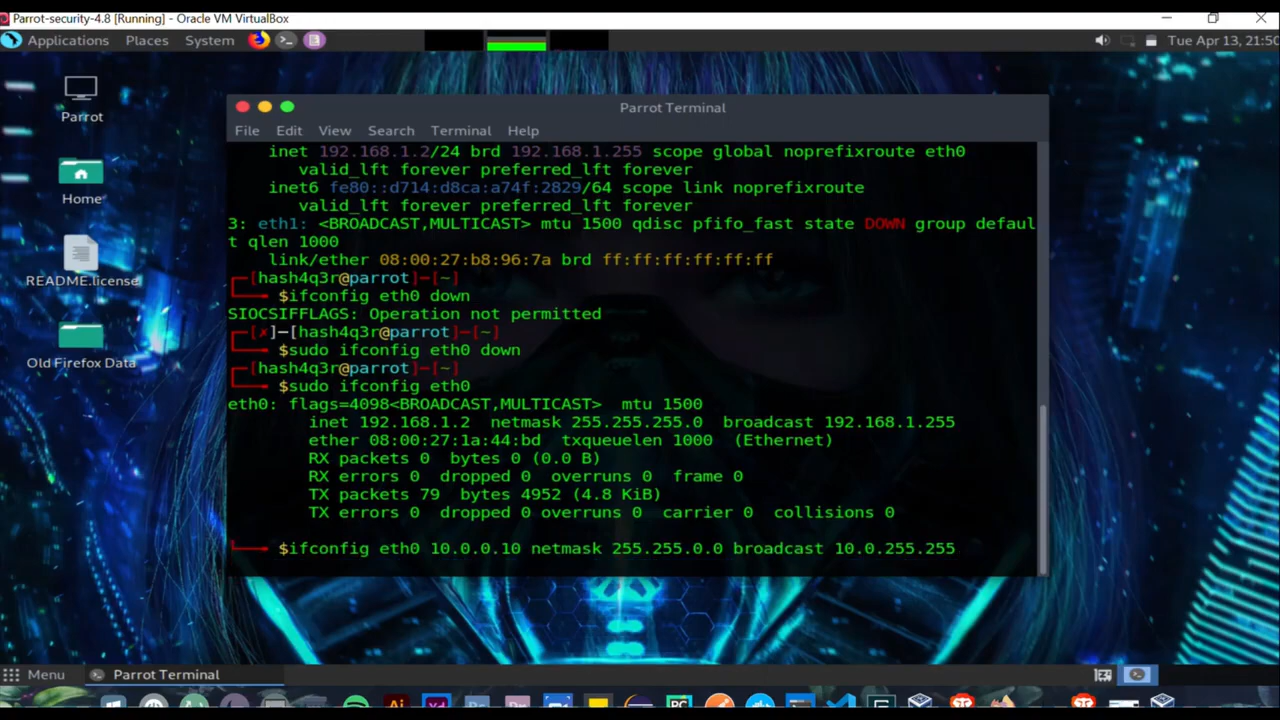 Parrot-security-4.8 [Running] - Oracle VM VirtualBox
Applications Places System Tue Apr 13, 21:50
Parrot
Home
README.license
Old Firefox Data
Parrot Terminal
File Edit View Search Terminal Help
inet 192.168.1.2/24 brd 192.168.1.255 scope global noprefixroute eth0
valid_lft forever preferred_lft forever
inet6 fe80::d714:d8ca:a74f:2829/64 scope link noprefixroute
valid_lft forever preferred_lft forever
3: eth1: <BROADCAST,MULTICAST> mtu 1500 qdisc pfifo_fast state DOWN group defaul
t qlen 1000
link/ether 08:00:27:b8:96:7a brd ff:ff:ff:ff:ff:ff
┌─[hash4q3r@parrot]─[~]
└──╼ $ifconfig eth0 down
SIOCSIFFLAGS: Operation not permitted
┌─[✗]─[hash4q3r@parrot]─[~]
└──╼ $sudo ifconfig eth0 down
┌─[hash4q3r@parrot]─[~]
└──╼ $sudo ifconfig eth0
eth0: flags=4098<BROADCAST,MULTICAST> mtu 1500
inet 192.168.1.2 netmask 255.255.255.0 broadcast 192.168.1.255
ether 08:00:27:1a:44:bd txqueuelen 1000 (Ethernet)
RX packets 0 bytes 0 (0.0 B)
RX errors 0 dropped 0 overruns 0 frame 0
TX packets 79 bytes 4952 (4.8 KiB)
TX errors 0 dropped 0 overruns 0 carrier 0 collisions 0
└──╼ $ifconfig eth0 10.0.0.10 netmask 255.255.0.0 broadcast 10.0.255.255
Menu Parrot Terminal
Ai Xd PC